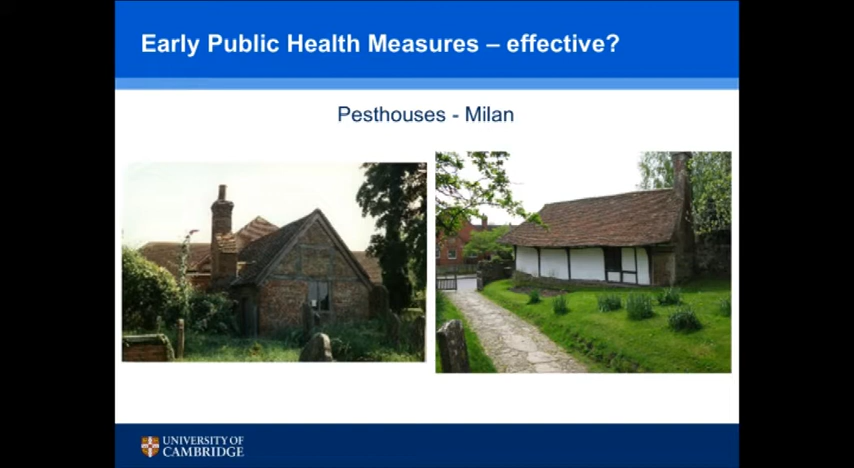 Early Public Health Measures – effective?
Pesthouses - Milan
UNIVERSITY OF
CAMBRIDGE